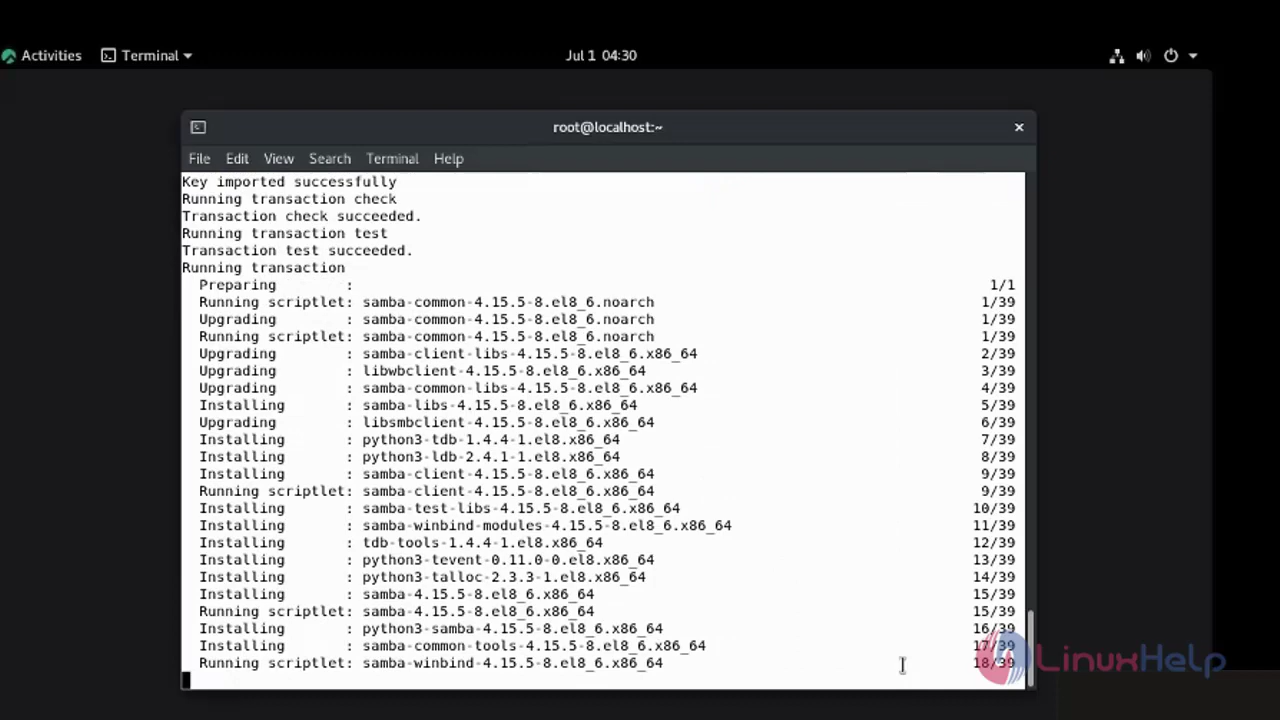 Activities Terminal Jul 1 04:30
root@localhost:~
File Edit View Search Terminal Help
Key imported successfully
Running transaction check
Transaction check succeeded.
Running transaction test
Transaction test succeeded.
Running transaction
Preparing : 1/1
Running scriptlet: samba-common-4.15.5-8.el8_6.noarch 1/39
Upgrading : samba-common-4.15.5-8.el8_6.noarch 1/39
Running scriptlet: samba-common-4.15.5-8.el8_6.noarch 1/39
Upgrading : samba-client-libs-4.15.5-8.el8_6.x86_64 2/39
Upgrading : libwbclient-4.15.5-8.el8_6.x86_64 3/39
Upgrading : samba-common-libs-4.15.5-8.el8_6.x86_64 4/39
Installing : samba-libs-4.15.5-8.el8_6.x86_64 5/39
Upgrading : libsmbclient-4.15.5-8.el8_6.x86_64 6/39
Installing : python3-tdb-1.4.4-1.el8.x86_64 7/39
Installing : python3-ldb-2.4.1-1.el8.x86_64 8/39
Installing : samba-client-4.15.5-8.el8_6.x86_64 9/39
Running scriptlet: samba-client-4.15.5-8.el8_6.x86_64 9/39
Installing : samba-test-libs-4.15.5-8.el8_6.x86_64 10/39
Installing : samba-winbind-modules-4.15.5-8.el8_6.x86_64 11/39
Installing : tdb-tools-1.4.4-1.el8.x86_64 12/39
Installing : python3-tevent-0.11.0-0.el8.x86_64 13/39
Installing : python3-talloc-2.3.3-1.el8.x86_64 14/39
Installing : samba-4.15.5-8.el8_6.x86_64 15/39
Running scriptlet: samba-4.15.5-8.el8_6.x86_64 15/39
Installing : python3-samba-4.15.5-8.el8_6.x86_64 16/39
Installing : samba-common-tools-4.15.5-8.el8_6.x86_64 17/39
Running scriptlet: samba-winbind-4.15.5-8.el8_6.x86_64 18/39
LinuxHelp